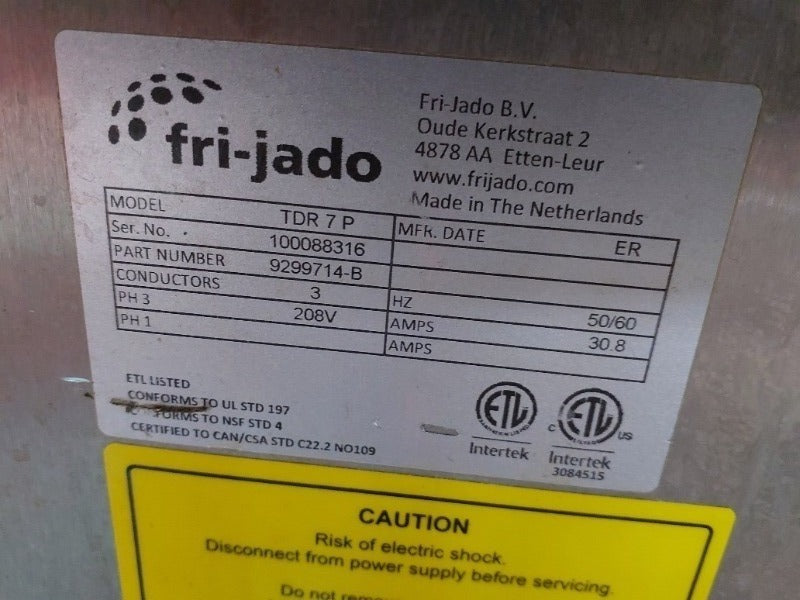 fri-jado
Fri-Jado B.V.
Oude Kerkstraat 2
4878 AA Etten-Leur
www.frijado.com
Made in The Netherlands
MODEL TDR 7 P MFR. DATE ER
Ser. No. 100088316
PART NUMBER 9299714-B
CONDUCTORS 3 HZ 50/60
PH 3 208V AMPS 30.8
PH 1 AMPS
ETL LISTED
CONFORMS TO UL STD 197
FORMS TO NSF STD 4
CERTIFIED TO CAN/CSA STD C22.2 NO109
ETL
Intertek
C ETL US
Intertek
3084515
CAUTION
Risk of electric shock.
Disconnect from power supply before servicing.
Do not remove